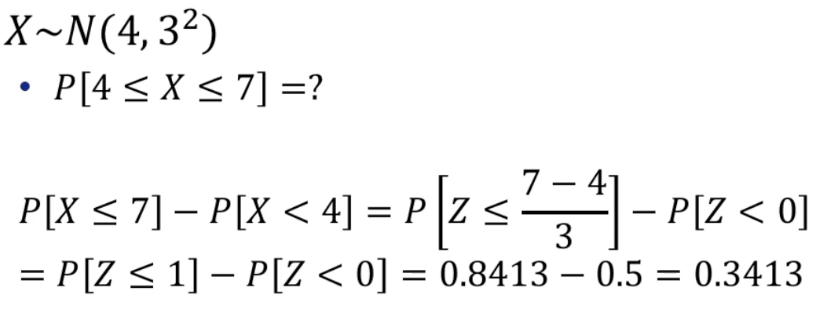 X~N(4, 3²)
• P[4 ≤ X ≤ 7] =?
P[X ≤ 7] − P[X < 4] = P[Z ≤ (7 − 4)/3] − P[Z < 0]
= P[Z ≤ 1] − P[Z < 0] = 0.8413 − 0.5 = 0.3413